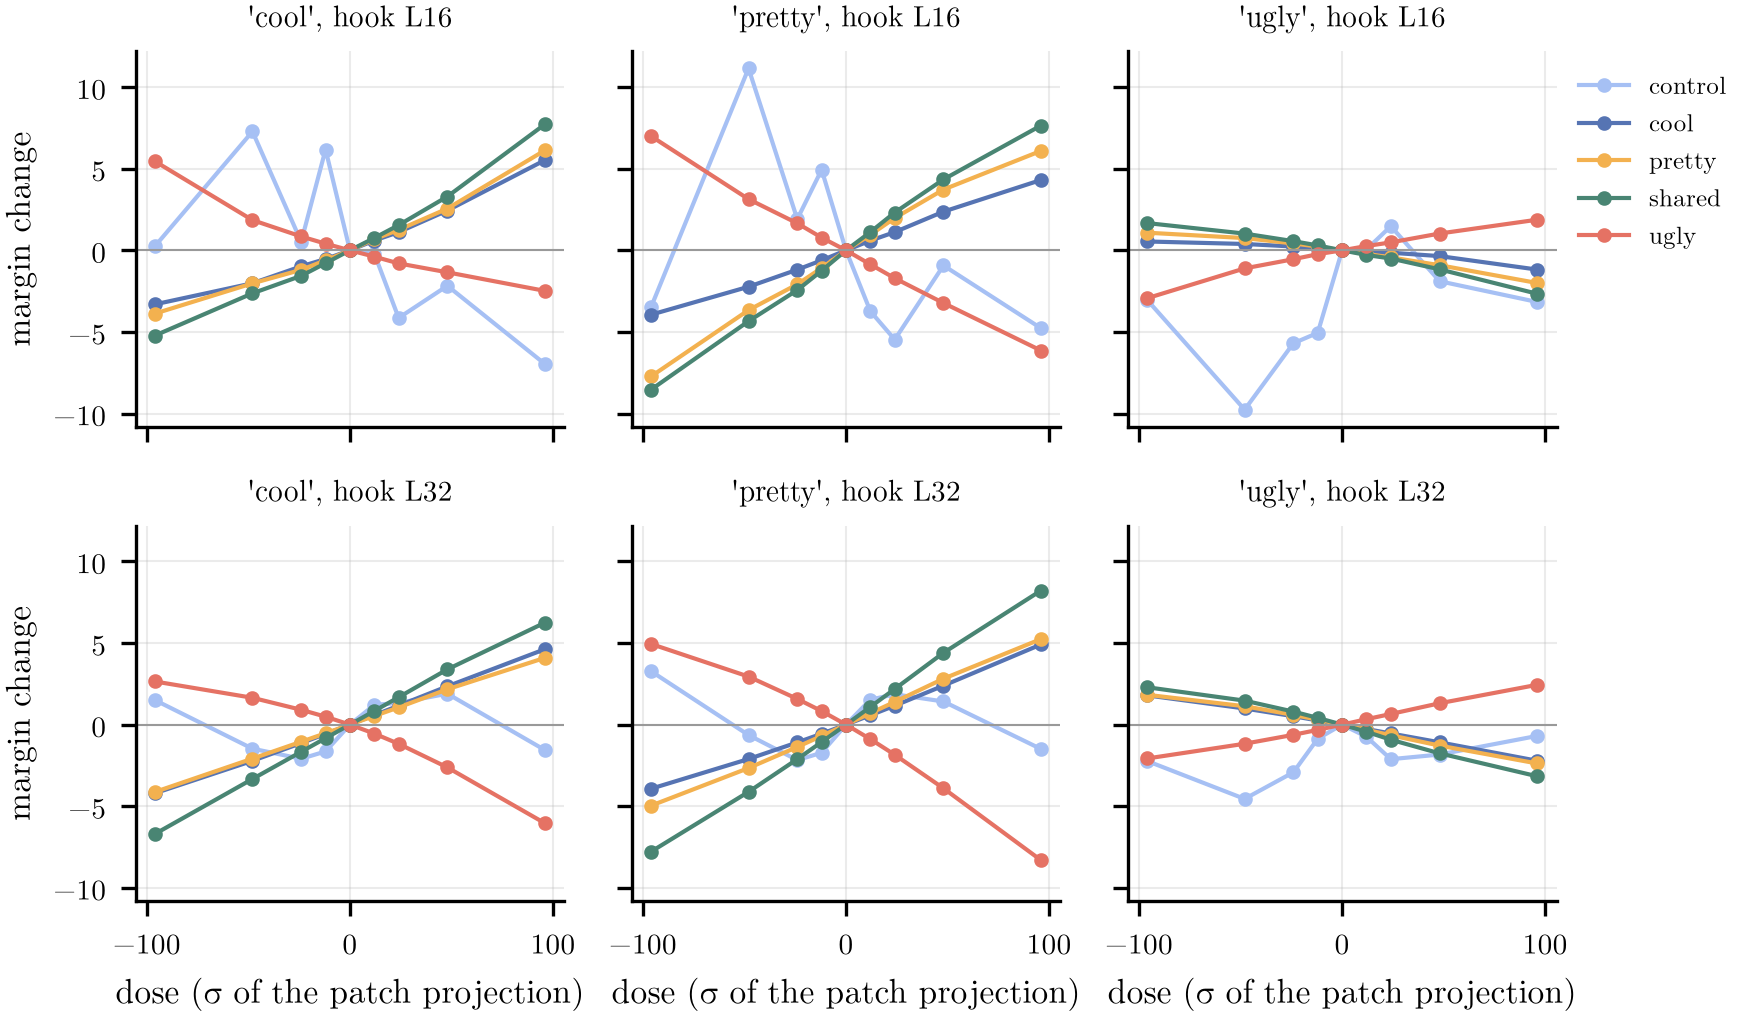 'cool', hook L16
'pretty', hook L16
'ugly', hook L16
margin change
10
5
0
−5
−10
control
cool
pretty
shared
ugly
'cool', hook L32
'pretty', hook L32
'ugly', hook L32
margin change
10
5
0
−5
−10
−100 0 100
−100 0 100
−100 0 100
dose (σ of the patch projection)
dose (σ of the patch projection)
dose (σ of the patch projection)